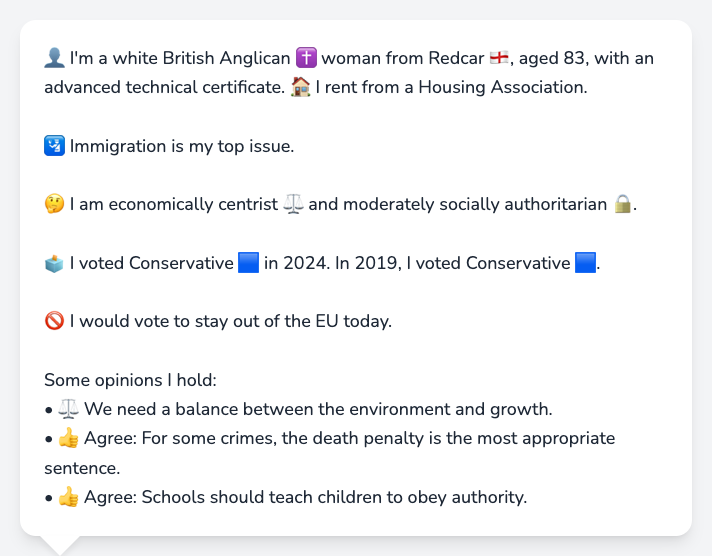 👤 I'm a white British Anglican ✝️ woman from Redcar 🏴󠁧󠁢󠁥󠁮󠁧󠁿, aged 83, with an
advanced technical certificate. 🏠 I rent from a Housing Association.
🛂 Immigration is my top issue.
🤔 I am economically centrist ⚖️ and moderately socially authoritarian 🔒.
🗳️ I voted Conservative 🟦 in 2024. In 2019, I voted Conservative 🟦.
🚫 I would vote to stay out of the EU today.
Some opinions I hold:
• ⚖️ We need a balance between the environment and growth.
• 👍 Agree: For some crimes, the death penalty is the most appropriate
sentence.
• 👍 Agree: Schools should teach children to obey authority.